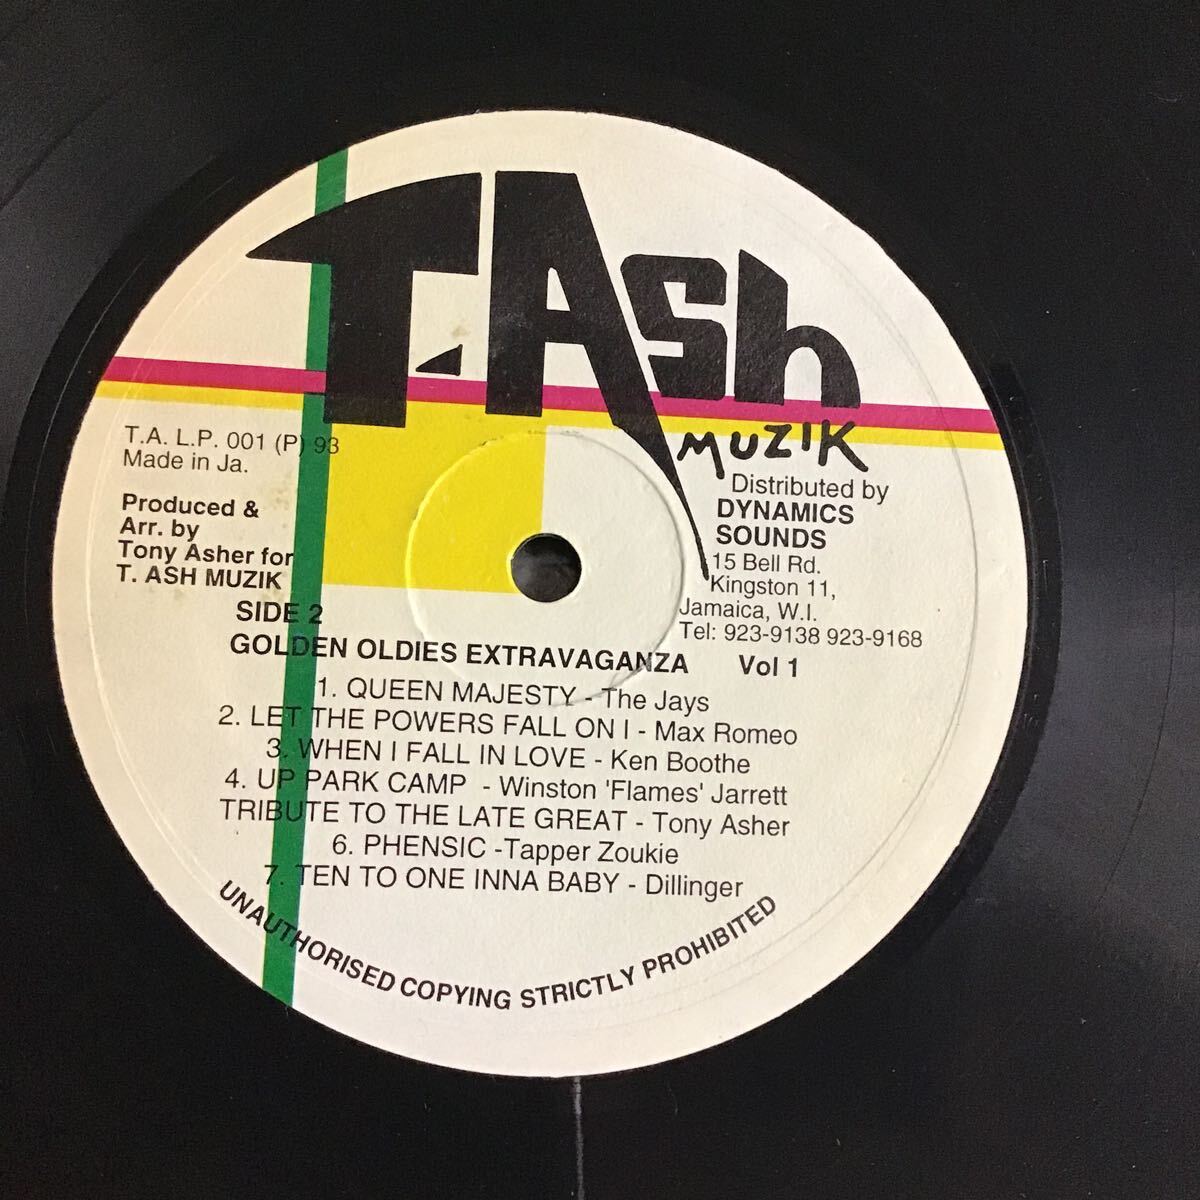 T.Ash
MUZIK
T.A. L.P. 001 (P) 93
Made in Ja.
Produced &
Arr. by
Tony Asher for
T. ASH MUZIK
Distributed by
DYNAMICS
SOUNDS
15 Bell Rd.
Kingston 11,
Jamaica, W.I.
Tel: 923-9138 923-9168
SIDE 2
GOLDEN OLDIES EXTRAVAGANZA Vol 1
1. QUEEN MAJESTY - The Jays
2. LET THE POWERS FALL ON I - Max Romeo
3. WHEN I FALL IN LOVE - Ken Boothe
4. UP PARK CAMP - Winston 'Flames' Jarrett
TRIBUTE TO THE LATE GREAT - Tony Asher
6. PHENSIC -Tapper Zoukie
7. TEN TO ONE INNA BABY - Dillinger
UNAUTHORISED COPYING STRICTLY PROHIBITED